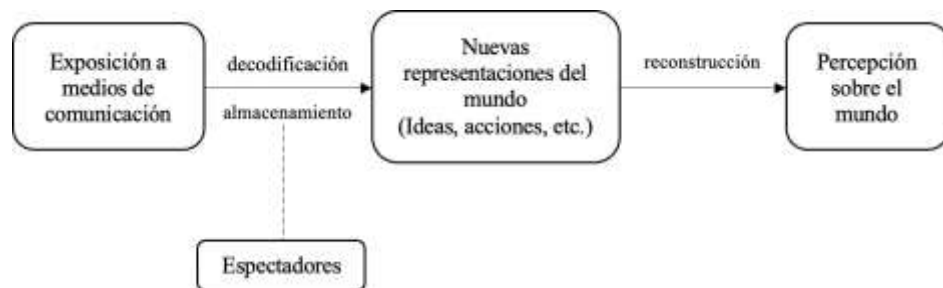 Exposición a
medios de
comunicación
decodificación
almacenamiento
Nuevas
representaciones del
mundo
(Ideas, acciones, etc.)
reconstrucción
Percepción
sobre el
mundo
Espectadores